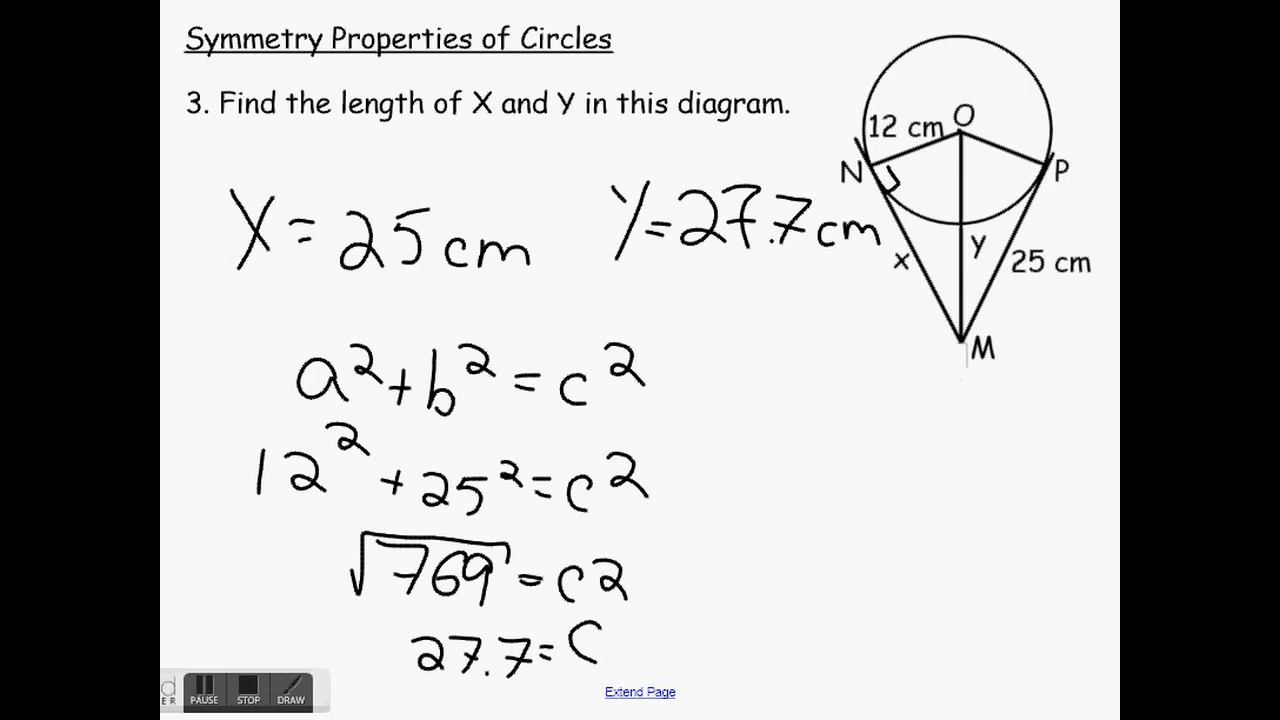 Symmetry Properties of Circles
3. Find the length of X and Y in this diagram.
O
12 cm
N
P
X = 25 cm
Y = 27.7 cm
x
y
25 cm
M
a² + b² = c²
12² + 25² = c²
√769 = c2
27.7 = C
d
ER
PAUSE
STOP
DRAW
Extend Page